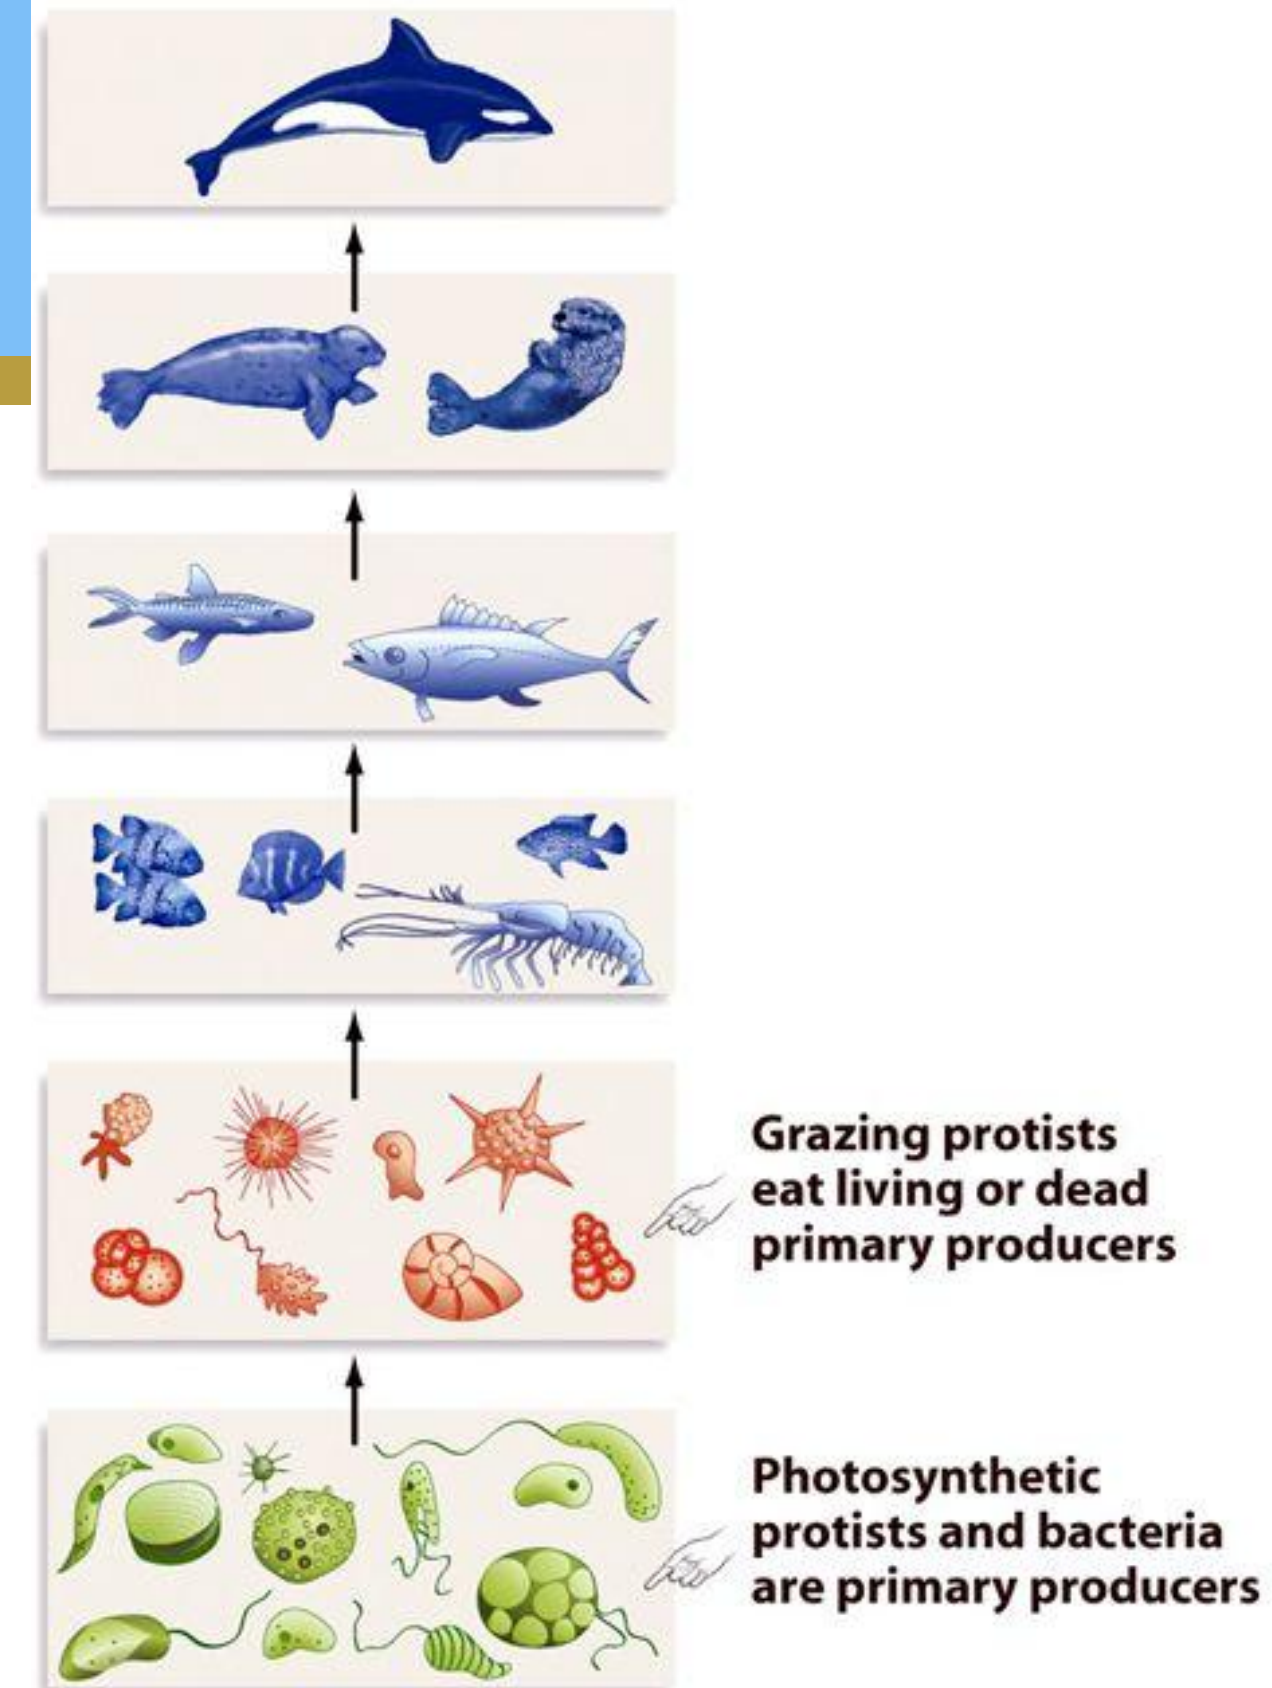 Grazing protists
eat living or dead
primary producers
Photosynthetic
protists and bacteria
are primary producers